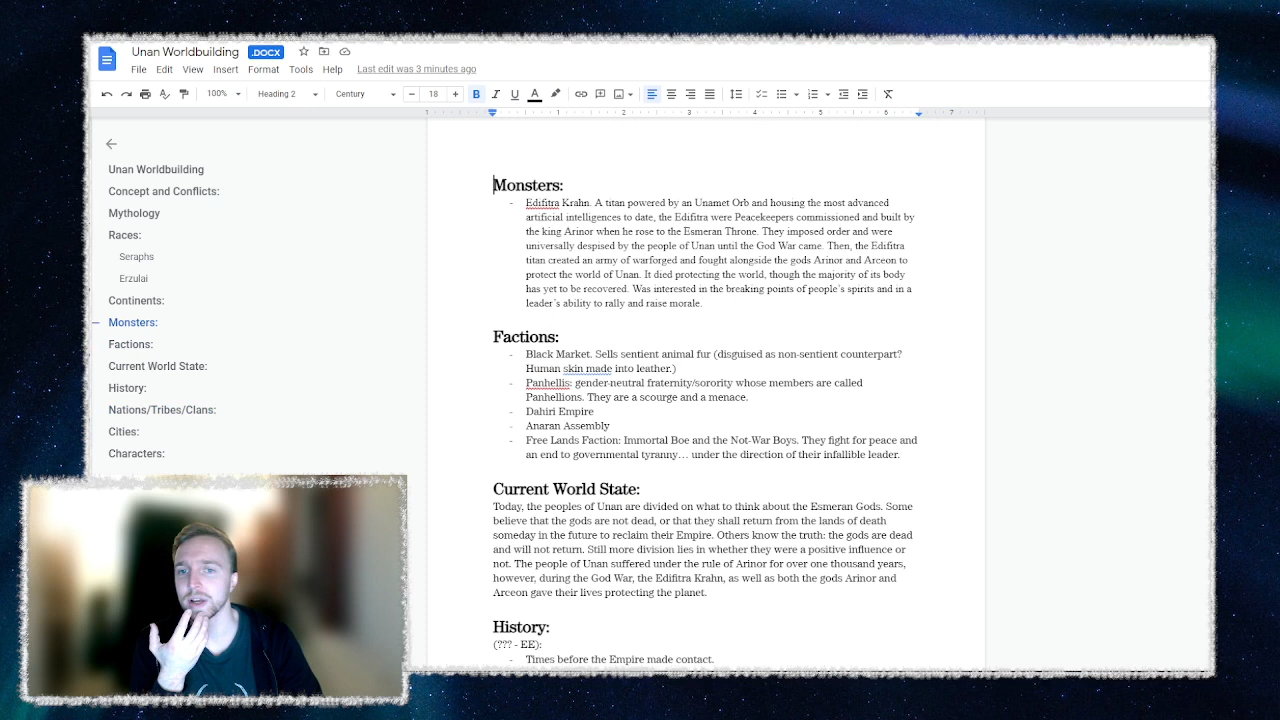 Unan Worldbuilding .DOCX
File Edit View Insert Format Tools Help Last edit was 3 minutes ago
100% Heading 2 Century 18 B I U A
1 1 2 3 4 5 6 7
Unan Worldbuilding
Concept and Conflicts:
Mythology
Races:
Seraphs
Erzulai
Continents:
Monsters:
Factions:
Current World State:
History:
Nations/Tribes/Clans:
Cities:
Characters:
Monsters:
- Edifitra Krahn. A titan powered by an Unamet Orb and housing the most advanced
artificial intelligences to date, the Edifitra were Peacekeepers commissioned and built by
the king Arinor when he rose to the Esmeran Throne. They imposed order and were
universally despised by the people of Unan until the God War came. Then, the Edifitra
titan created an army of warforged and fought alongside the gods Arinor and Arceon to
protect the world of Unan. It died protecting the world, though the majority of its body
has yet to be recovered. Was interested in the breaking points of people's spirits and in a
leader's ability to rally and raise morale.
Factions:
- Black Market. Sells sentient animal fur (disguised as non-sentient counterpart?
Human skin made into leather.)
- Panhellis: gender-neutral fraternity/sorority whose members are called
Panhellions. They are a scourge and a menace.
- Dahiri Empire
- Anaran Assembly
- Free Lands Faction: Immortal Boe and the Not-War Boys. They fight for peace and
an end to governmental tyranny… under the direction of their infallible leader.
Current World State:
Today, the peoples of Unan are divided on what to think about the Esmeran Gods. Some
believe that the gods are not dead, or that they shall return from the lands of death
someday in the future to reclaim their Empire. Others know the truth: the gods are dead
and will not return. Still more division lies in whether they were a positive influence or
not. The people of Unan suffered under the rule of Arinor for over one thousand years,
however, during the God War, the Edifitra Krahn, as well as both the gods Arinor and
Arceon gave their lives protecting the planet.
History:
(??? - EE):
- Times before the Empire made contact.